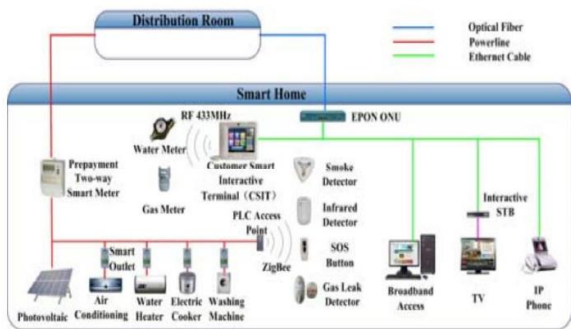 Distribution Room
Optical Fiber
Powerline
Ethernet Cable
Smart Home
RF 433MHz
EPON ONU
Water Meter
Customer Smart
Interactive
Terminal（CSIT）
Prepayment
Two-way
Smart Meter
Gas Meter
Smoke
Detector
Infrared
Detector
Interactive
STB
PLC Access
Point
SOS
Button
Smart
Outlet
ZigBee
Gas Leak
Detector
Photovoltaic
Air
Conditioning
Water
Heater
Electric
Cooker
Washing
Machine
Broadband
Access
TV
IP
Phone